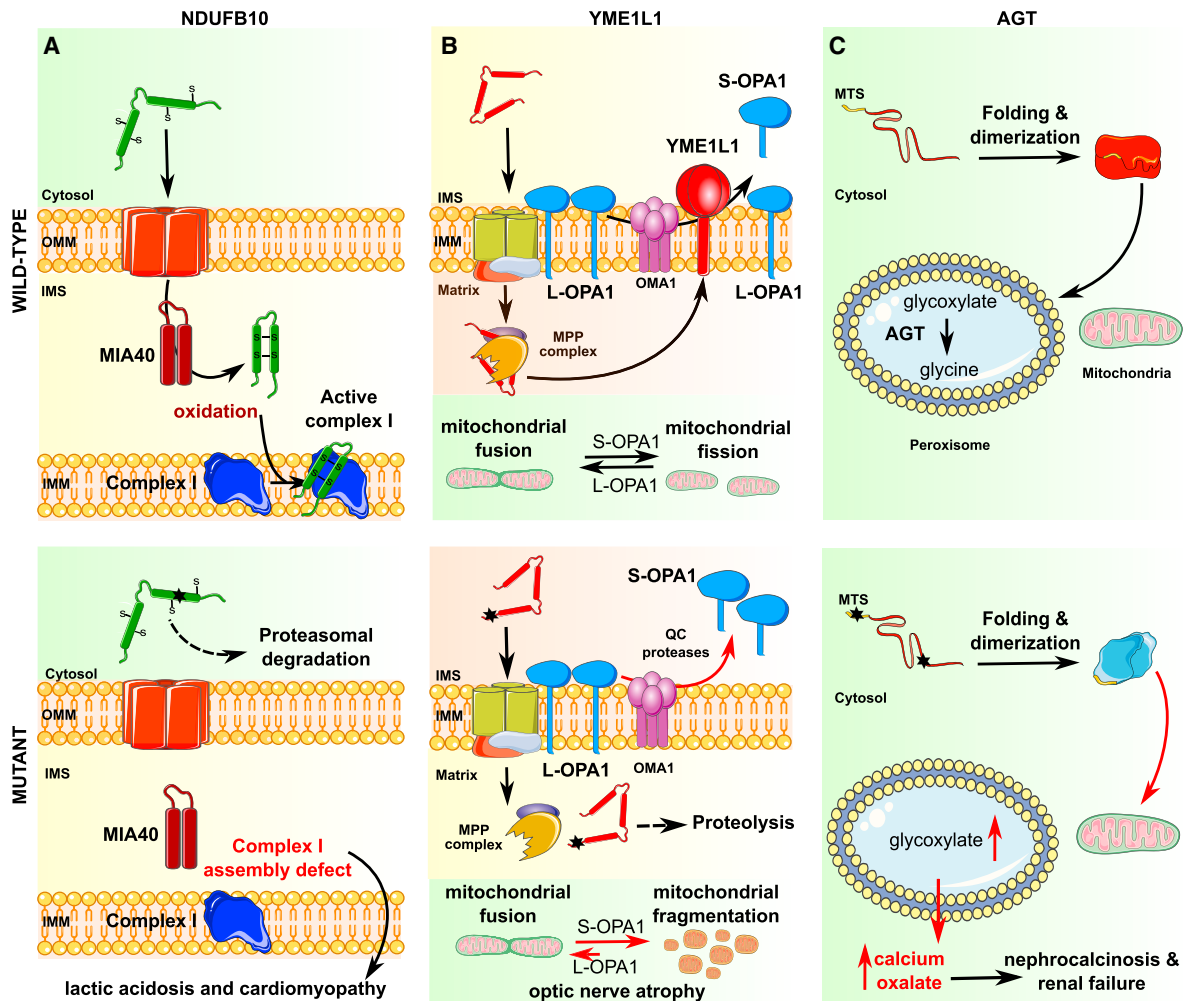 NDUFB10
YME1L1
AGT
WILD-TYPE
A
S
S
S
S
Cytosol
OMM
IMS
MIA40
S
S
S
S
oxidation
Active
complex I
S
S
S
S
IMM
Complex I
B
S-OPA1
YME1L1
IMS
IMM
Matrix
L-OPA1
OMA1
L-OPA1
MPP
complex
mitochondrial
fusion
S-OPA1
L-OPA1
mitochondrial
fission
C
MTS
Folding &
dimerization
Cytosol
glycoxylate
AGT
glycine
Mitochondria
Peroxisome
MUTANT
S
S
S
S
Proteasomal
degradation
Cytosol
OMM
IMS
MIA40
Complex I
assembly defect
IMM
Complex I
lactic acidosis and cardiomyopathy
S-OPA1
QC
proteases
IMS
IMM
Matrix
L-OPA1
OMA1
MPP
complex
Proteolysis
mitochondrial
fusion
S-OPA1
L-OPA1
mitochondrial
fragmentation
optic nerve atrophy
MTS
Folding &
dimerization
Cytosol
glycoxylate
calcium
oxalate
nephrocalcinosis &
renal failure